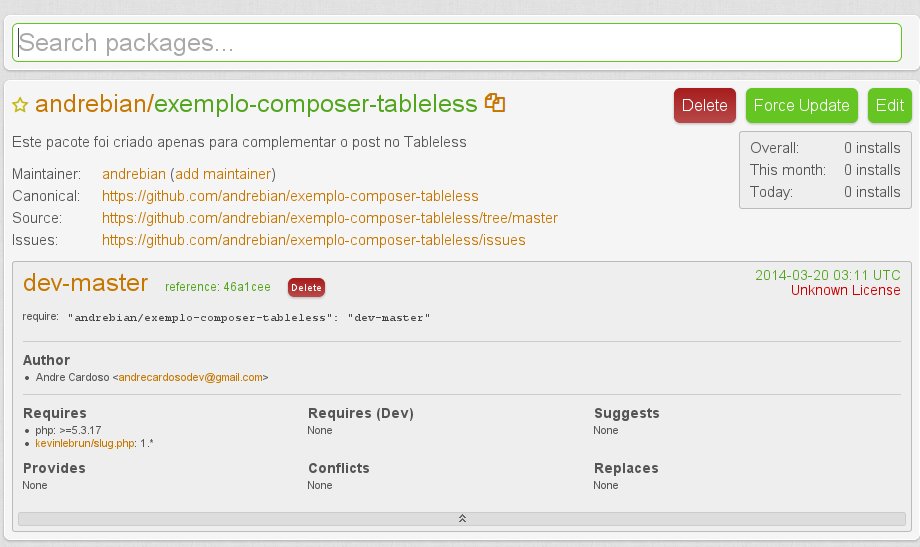 Search packages...
andrebian/exemplo-composer-tableless
Delete
Force Update
Edit
Este pacote foi criado apenas para complementar o post no Tableless
Overall: 0 installs
This month: 0 installs
Today: 0 installs
Maintainer: andrebian (add maintainer)
Canonical: https://github.com/andrebian/exemplo-composer-tableless
Source: https://github.com/andrebian/exemplo-composer-tableless/tree/master
Issues: https://github.com/andrebian/exemplo-composer-tableless/issues
dev-master reference: 46a1cee Delete
2014-03-20 03:11 UTC
Unknown License
require: "andrebian/exemplo-composer-tableless": "dev-master"
Author
• Andre Cardoso <andrecardosodev@gmail.com>
Requires
• php: >=5.3.17
• kevinlebrun/slug.php: 1.*
Requires (Dev)
None
Suggests
None
Provides
None
Conflicts
None
Replaces
None